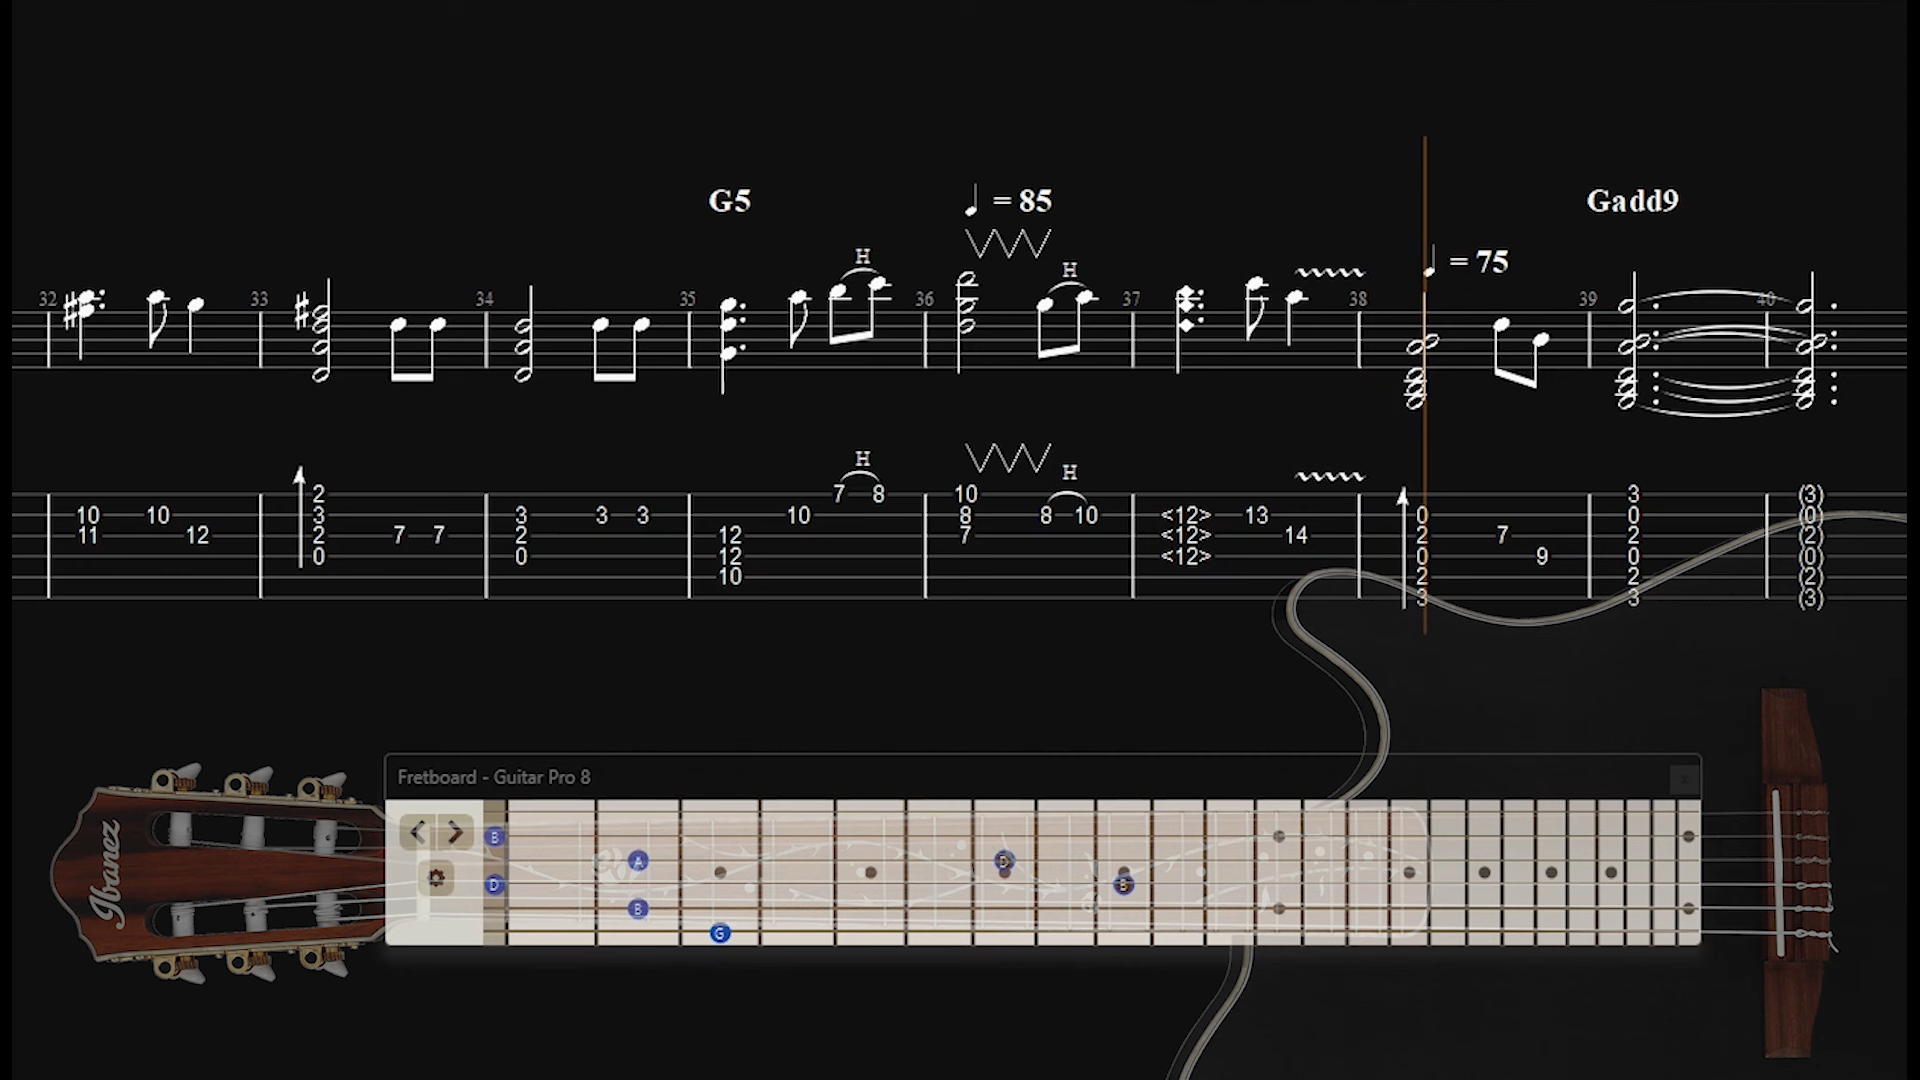 G5
♩ = 85
Gadd9
♩ = 75
H
H
32 33 34 35 36 37 38 39 40
H
H
2 7 8 10 3 (3)
10 10 3 3 3 3 10 8 8 10 <12> 13 0 0 (0)
11 12 2 7 7 2 12 7 <12> 14 2 7 2 (2)
0 0 12 <12> 0 9 0 (0)
10 2 2 (2)
3 3 (3)
Fretboard - Guitar Pro 8
x
< >
B
A D
D B
B
G
Ibanez